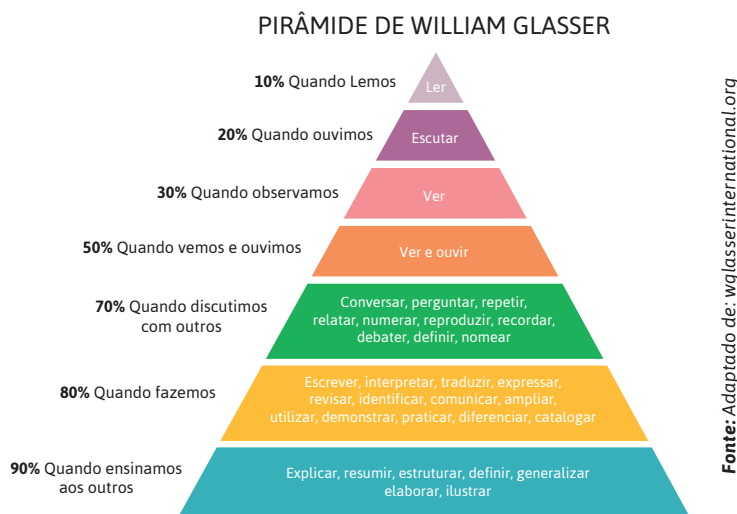 PIRÂMIDE DE WILLIAM GLASSER
10% Quando Lemos
Ler
20% Quando ouvimos
Escutar
30% Quando observamos
Ver
50% Quando vemos e ouvimos
Ver e ouvir
70% Quando discutimos
com outros
Conversar, perguntar, repetir,
relatar, numerar, reproduzir, recordar,
debater, definir, nomear
80% Quando fazemos
Escrever, interpretar, traduzir, expressar,
revisar, identificar, comunicar, ampliar,
utilizar, demonstrar, praticar, diferenciar, catalogar
90% Quando ensinamos
aos outros
Explicar, resumir, estruturar, definir, generalizar
elaborar, ilustrar
Fonte: Adaptado de: wglasserinternational.org